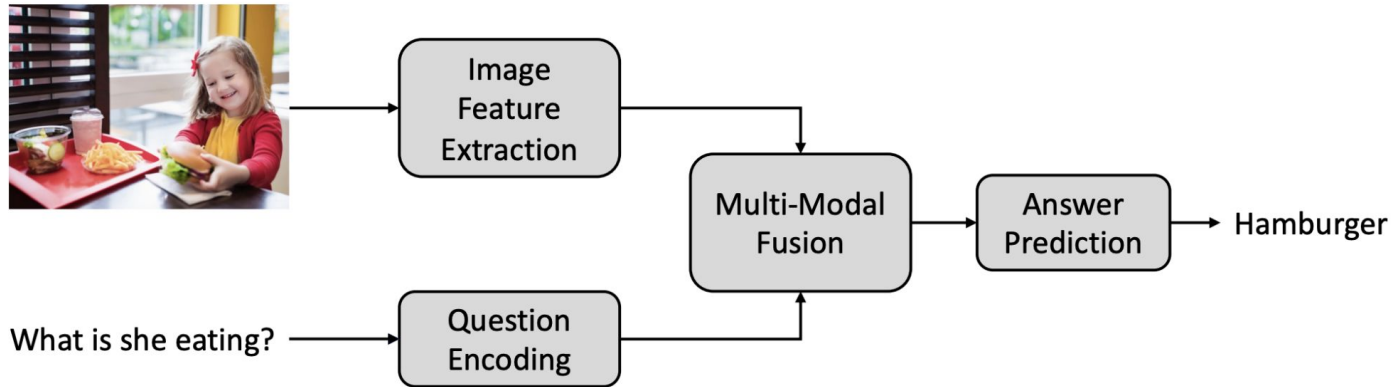 Image
Feature
Extraction
Multi-Modal
Fusion
Answer
Prediction
Hamburger
What is she eating?
Question
Encoding